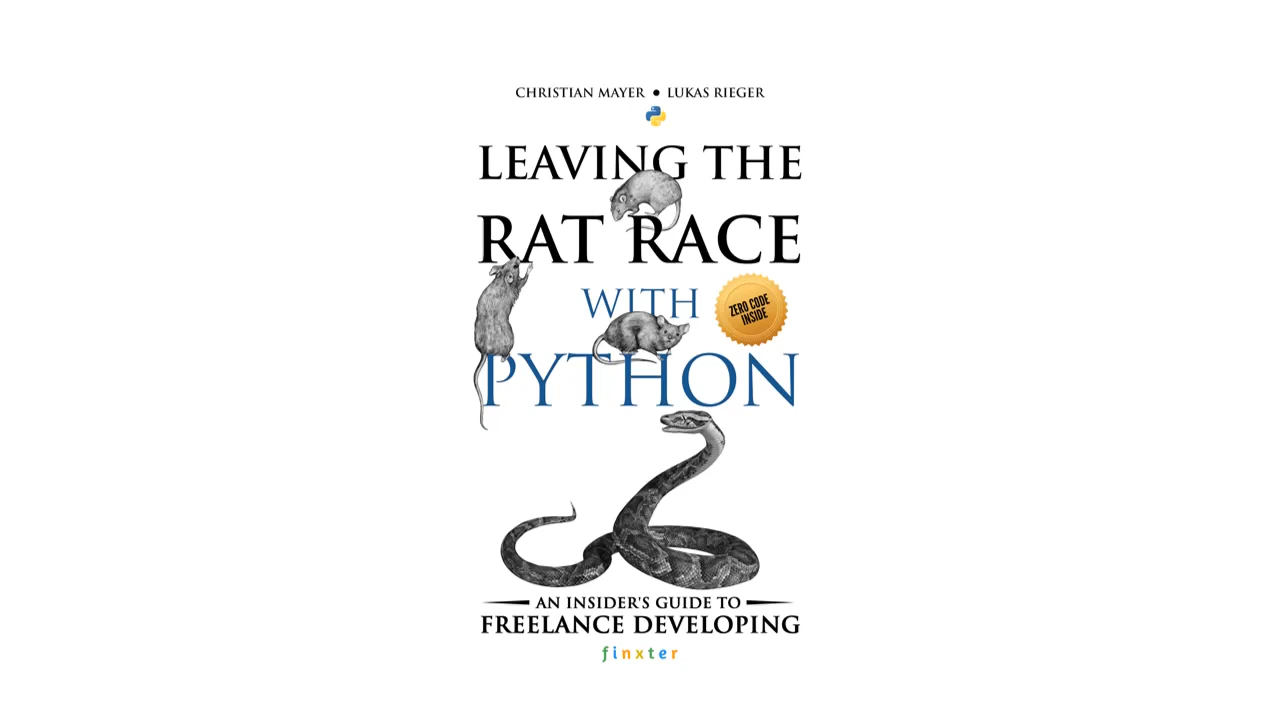 CHRISTIAN MAYER ● LUKAS RIEGER
LEAVING THE
RAT RACE
WITH
ZERO CODE
INSIDE
PYTHON
AN INSIDER'S GUIDE TO
FREELANCE DEVELOPING
finxter